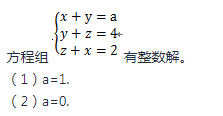 x + y = a
y + z = 4
方程组 有整数解。
z + x = 2
（1）a=1.
（2）a=0.